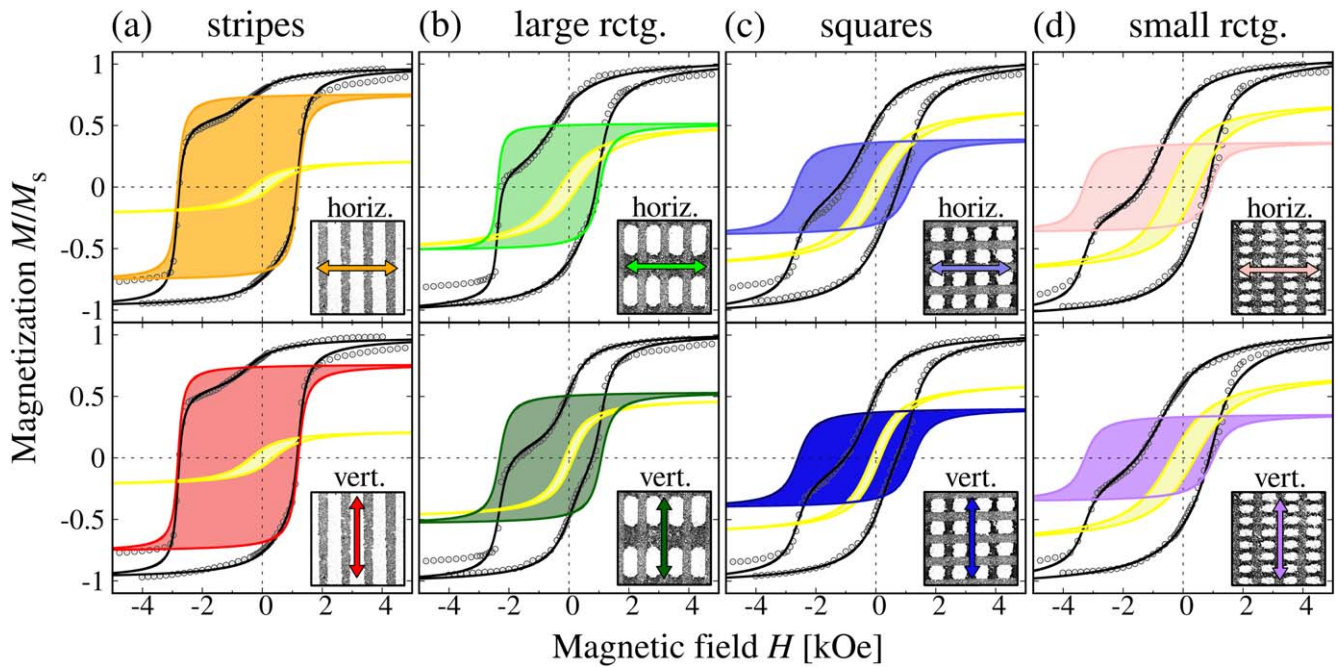 (a) stripes (b) large rctg. (c) squares (d) small rctg.
1
0.5
0
-0.5
-1
horiz. horiz. horiz. horiz.
1
0.5
0
-0.5
-1
vert. vert. vert. vert.
-4 -2 0 2 4 -4 -2 0 2 4 -4 -2 0 2 4 -4 -2 0 2 4
Magnetization M/Ms
Magnetic field H [kOe]